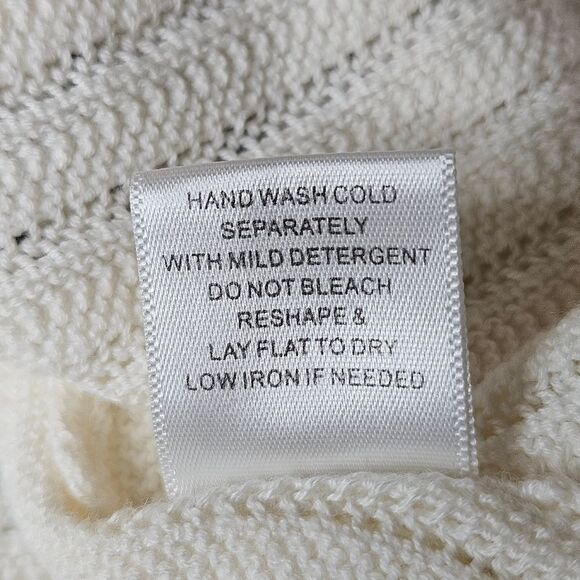 HAND WASH COLD
SEPARATELY
WITH MILD DETERGENT
DO NOT BLEACH
RESHAPE &
LAY FLAT TO DRY
LOW IRON IF NEEDED